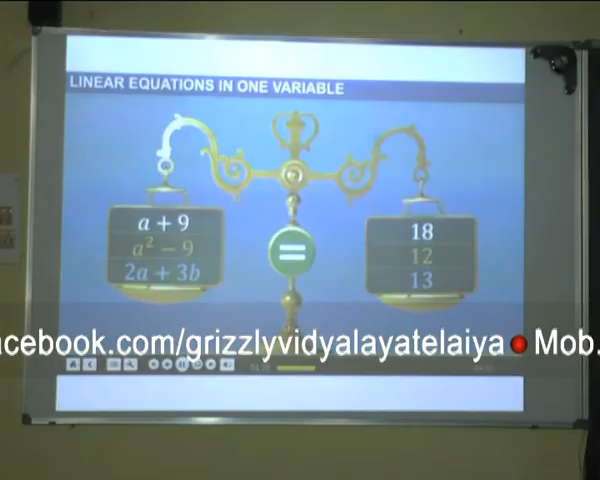 LINEAR EQUATIONS IN ONE VARIABLE
a + 9
a² − 9
2a + 3b
=
18
12
13
acebook.com/grizzlyvidyalayatelaiya Mob.